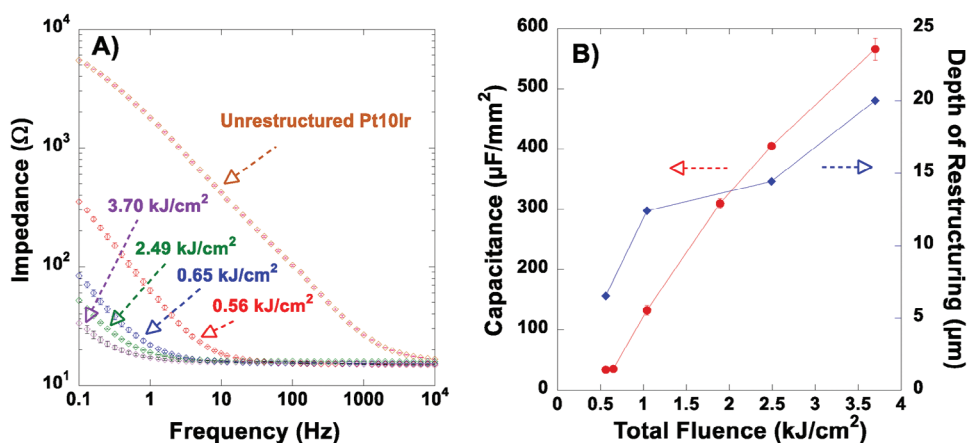 A)
10⁴
10³
10²
10¹
Impedance (Ω)
Unrestructured Pt10Ir
3.70 kJ/cm²
2.49 kJ/cm²
0.65 kJ/cm²
0.56 kJ/cm²
0.1 1 10 100 1000 10⁴
Frequency (Hz)
B)
600
500
400
300
200
100
0
Capacitance (µF/mm²)
25
20
15
10
5
0
Depth of Restructuring (µm)
0 0.5 1 1.5 2 2.5 3 3.5 4
Total Fluence (kJ/cm²)